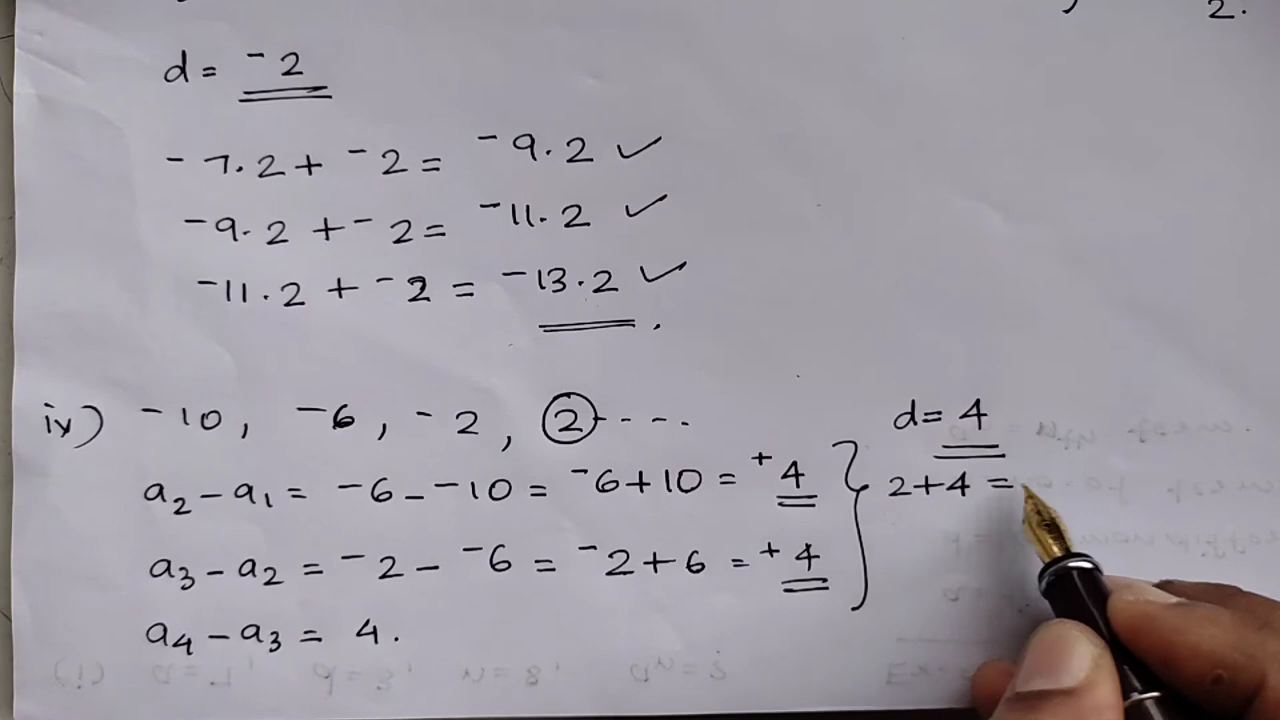 2.
d = -2
-7.2 + -2 = -9.2 ✓
-9.2 + -2 = -11.2 ✓
-11.2 + -2 = -13.2 ✓
iv) -10, -6, -2, 2 - - - -
d = 4
a2 - a1 = -6 - -10 = -6 + 10 = +4
2 + 4 =
a3 - a2 = -2 - -6 = -2 + 6 = +4
a4 - a3 = 4.